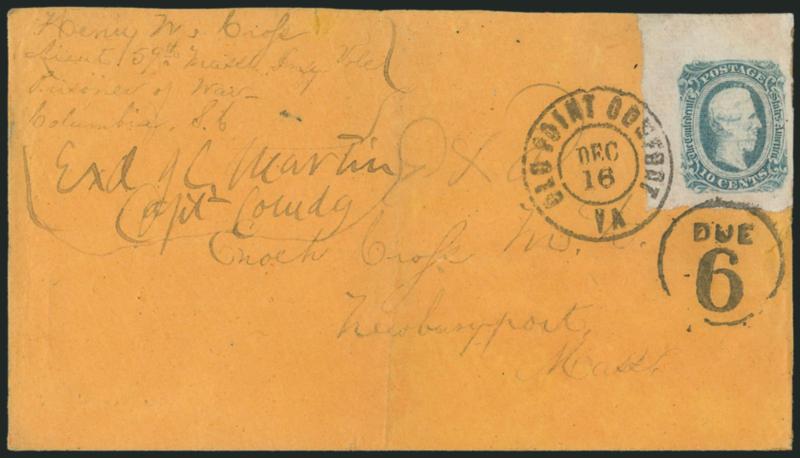 Henry W. Croſs
Lieut 59th Mass. Inf Vols
Prisoner of War
Columbia, S.C
Exd J C Martin
Capt Comdg
OLD POINT COMFORT
DEC
16
VA
POSTAGE
The Confederate States America
10 CENTS
DUE
6
Enoch Croſs M.D.
Newburyport,
Mass.